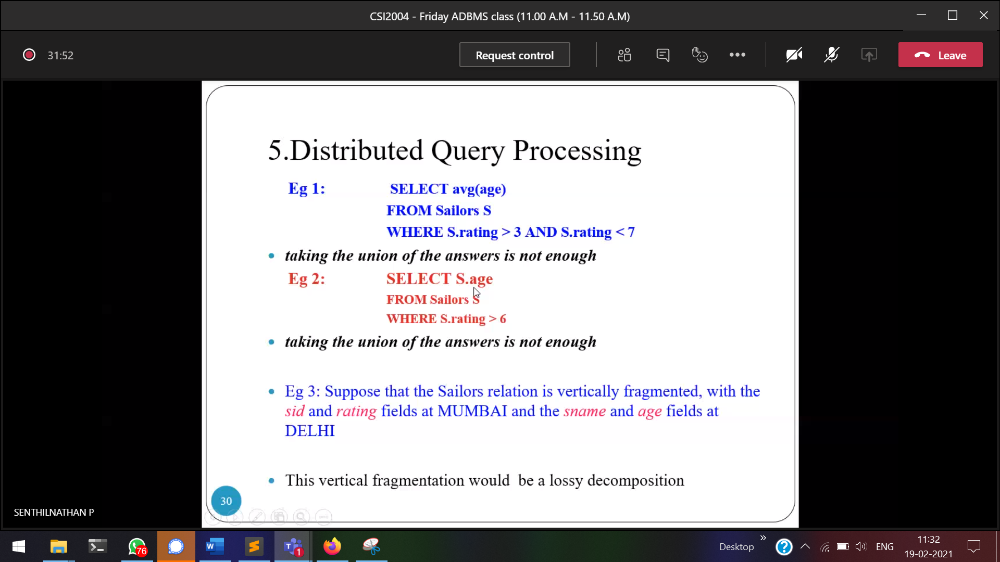 CSI2004 - Friday ADBMS class (11.00 A.M - 11.50 A.M)
31:52
Request control
Leave
5.Distributed Query Processing
Eg 1: SELECT avg(age)
FROM Sailors S
WHERE S.rating > 3 AND S.rating < 7
• taking the union of the answers is not enough
Eg 2: SELECT S.age
FROM Sailors S
WHERE S.rating > 6
• taking the union of the answers is not enough
• Eg 3: Suppose that the Sailors relation is vertically fragmented, with the
sid and rating fields at MUMBAI and the sname and age fields at
DELHI
• This vertical fragmentation would be a lossy decomposition
30
SENTHILNATHAN P
76
1
Desktop
ENG
11:32
19-02-2021